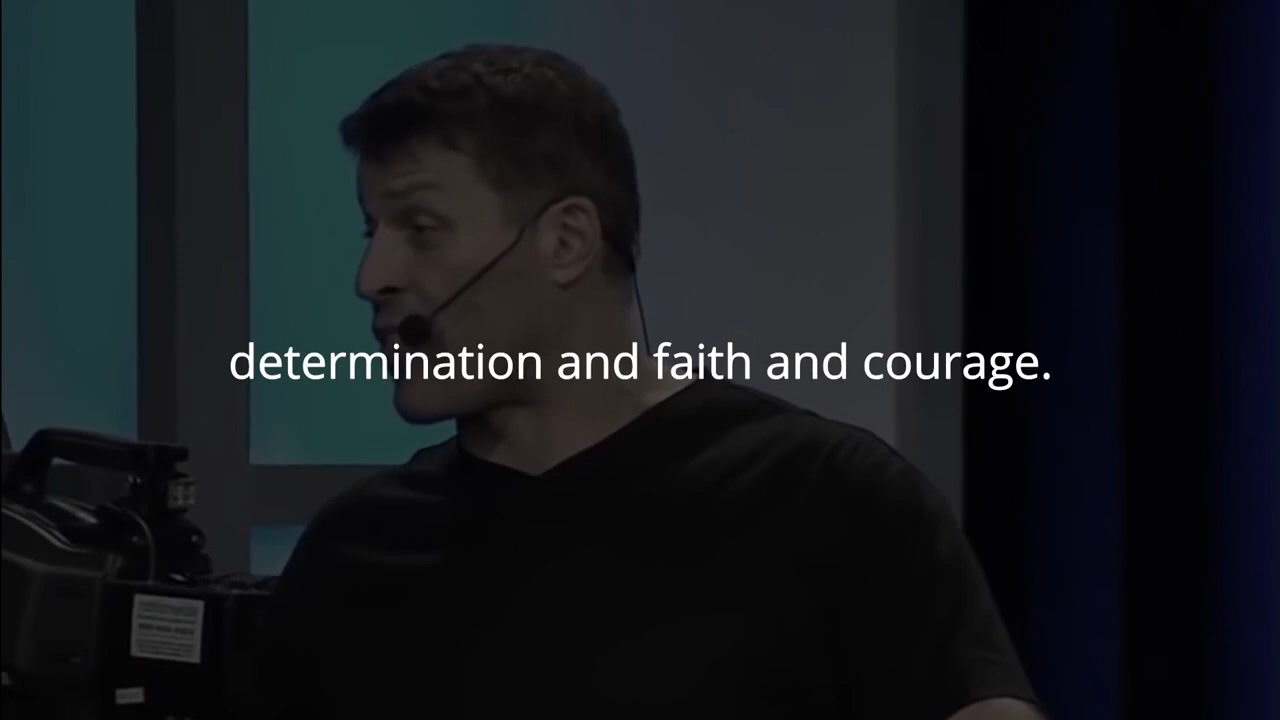 determination and faith and courage.